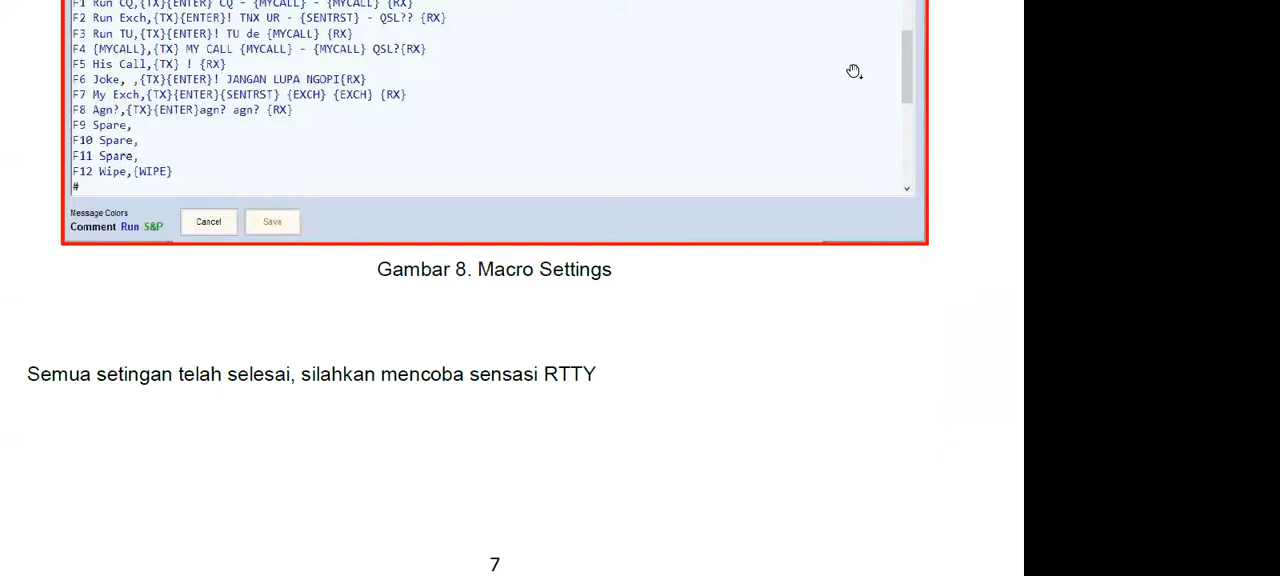 F1 Run CQ,{TX}{ENTER} CQ - {MYCALL} - {MYCALL} {RX}
F2 Run Exch,{TX}{ENTER}! TNX UR - {SENTRST} - QSL?? {RX}
F3 Run TU,{TX}{ENTER}! TU de {MYCALL} {RX}
F4 {MYCALL},{TX} MY CALL {MYCALL} - {MYCALL} QSL?{RX}
F5 His Call,{TX} ! {RX}
F6 Joke, ,{TX}{ENTER}! JANGAN LUPA NGOPI{RX}
F7 My Exch,{TX}{ENTER}{SENTRST} {EXCH} {EXCH} {RX}
F8 Agn?,{TX}{ENTER}agn? agn? {RX}
F9 Spare,
F10 Spare,
F11 Spare,
F12 Wipe,{WIPE}
#
Message Colors
Comment Run S&P
Cancel
Save
Gambar 8. Macro Settings
Semua setingan telah selesai, silahkan mencoba sensasi RTTY
7